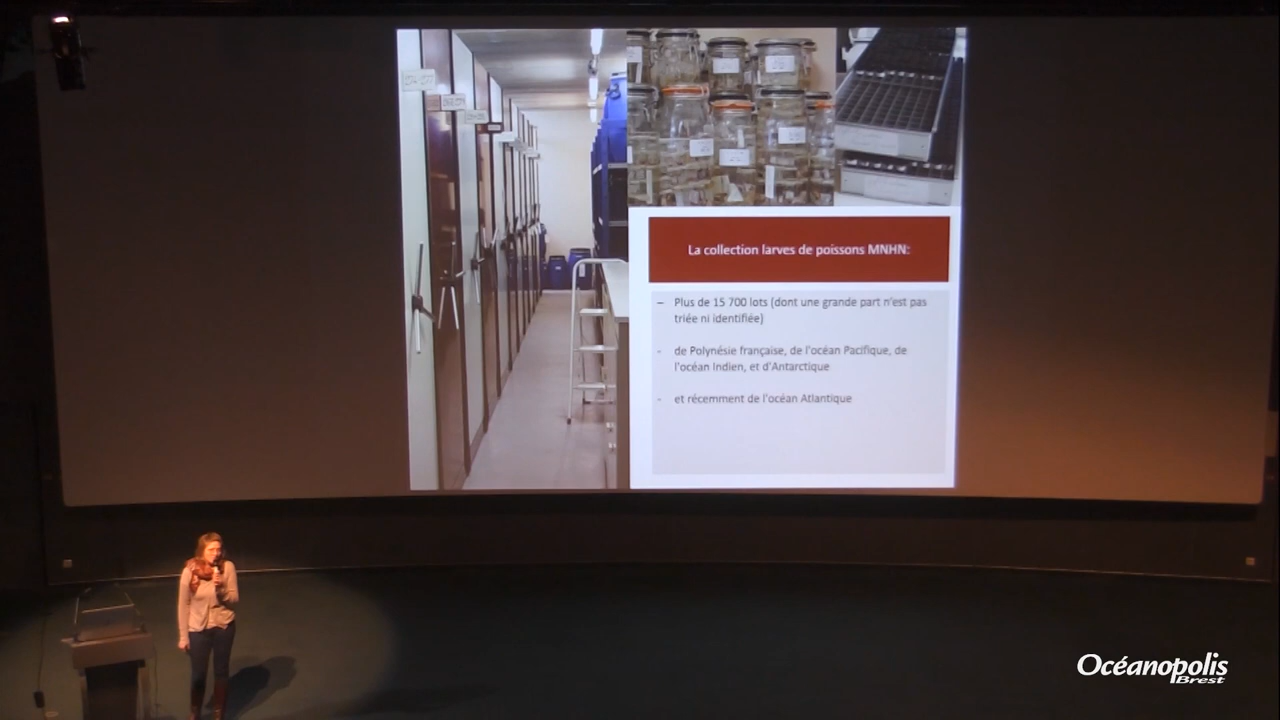 La collection larves de poissons MNHN:
– Plus de 15 700 lots (dont une grande part n'est pas
triée ni identifiée)
- de Polynésie française, de l'océan Pacifique, de
l'océan Indien, et d'Antarctique
- et récemment de l'océan Atlantique
Océanopolis
Brest